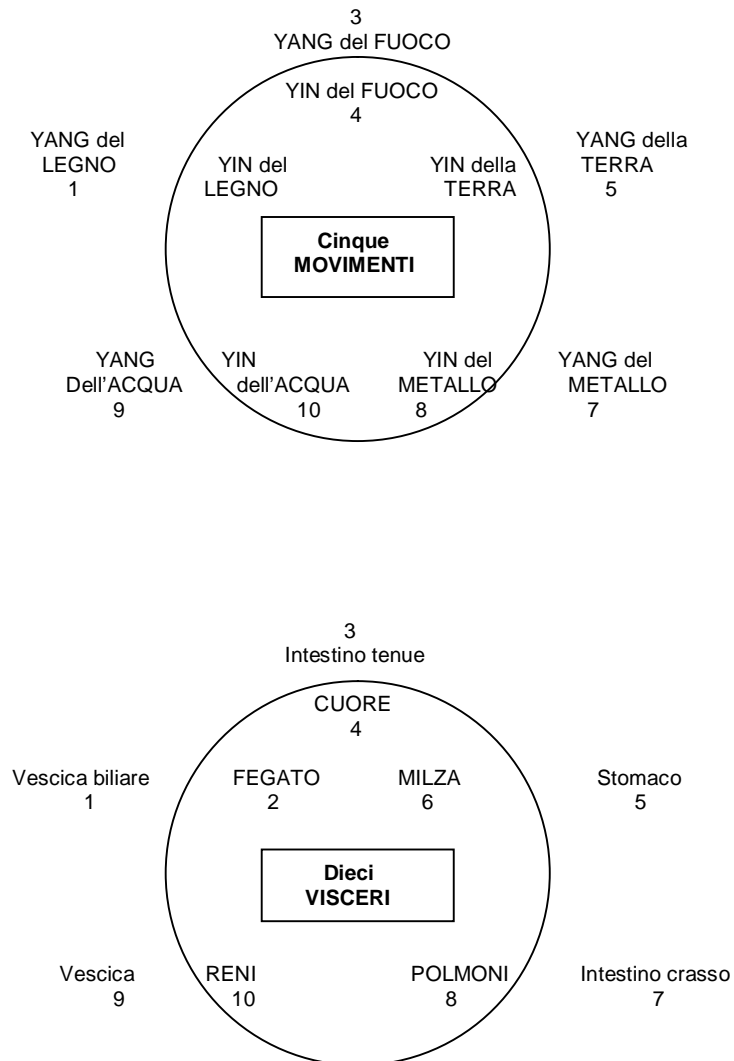 3
YANG del FUOCO
YIN del FUOCO
4
YANG del
LEGNO
1
YIN del
LEGNO
YIN della
TERRA
YANG della
TERRA
5
Cinque
MOVIMENTI
YANG
Dell'ACQUA
9
YIN
dell'ACQUA
10
YIN del
METALLO
8
YANG del
METALLO
7
3
Intestino tenue
CUORE
4
Vescica biliare
1
FEGATO
2
MILZA
6
Stomaco
5
Dieci
VISCERI
Vescica
9
RENI
10
POLMONI
8
Intestino crasso
7